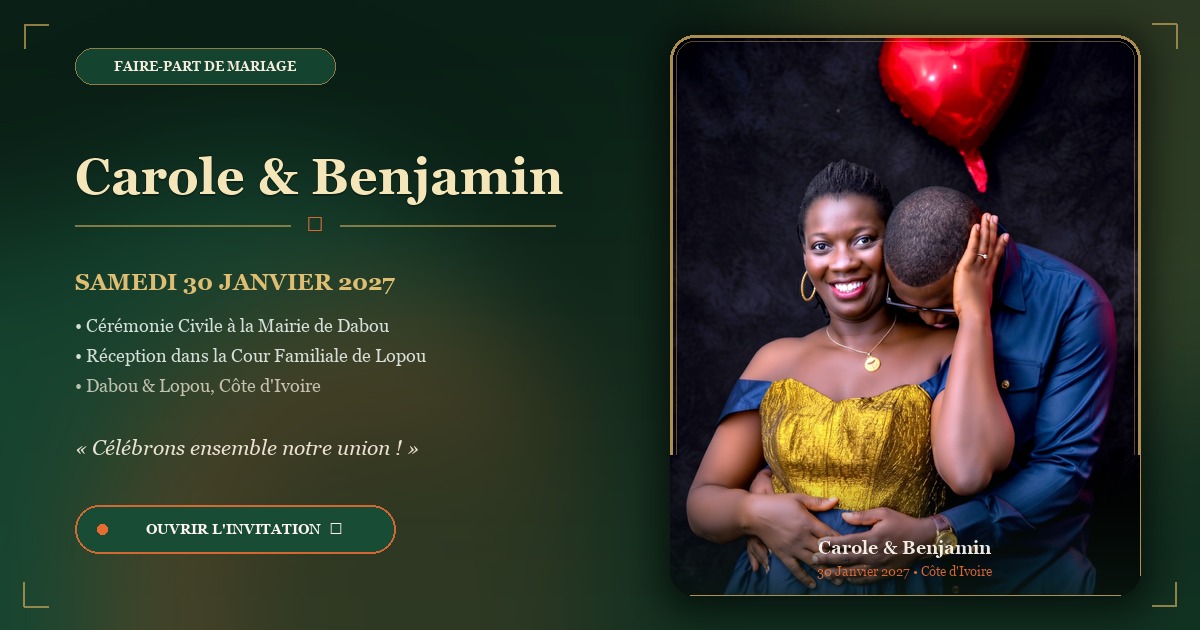 FAIRE-PART DE MARIAGE
Carole & Benjamin
SAMEDI 30 JANVIER 2027
• Cérémonie Civile à la Mairie de Dabou
• Réception dans la Cour Familiale de Lopou
• Dabou & Lopou, Côte d'Ivoire
« Célébrons ensemble notre union ! »
OUVRIR L'INVITATION
Carole & Benjamin
30 Janvier 2027 • Côte d'Ivoire